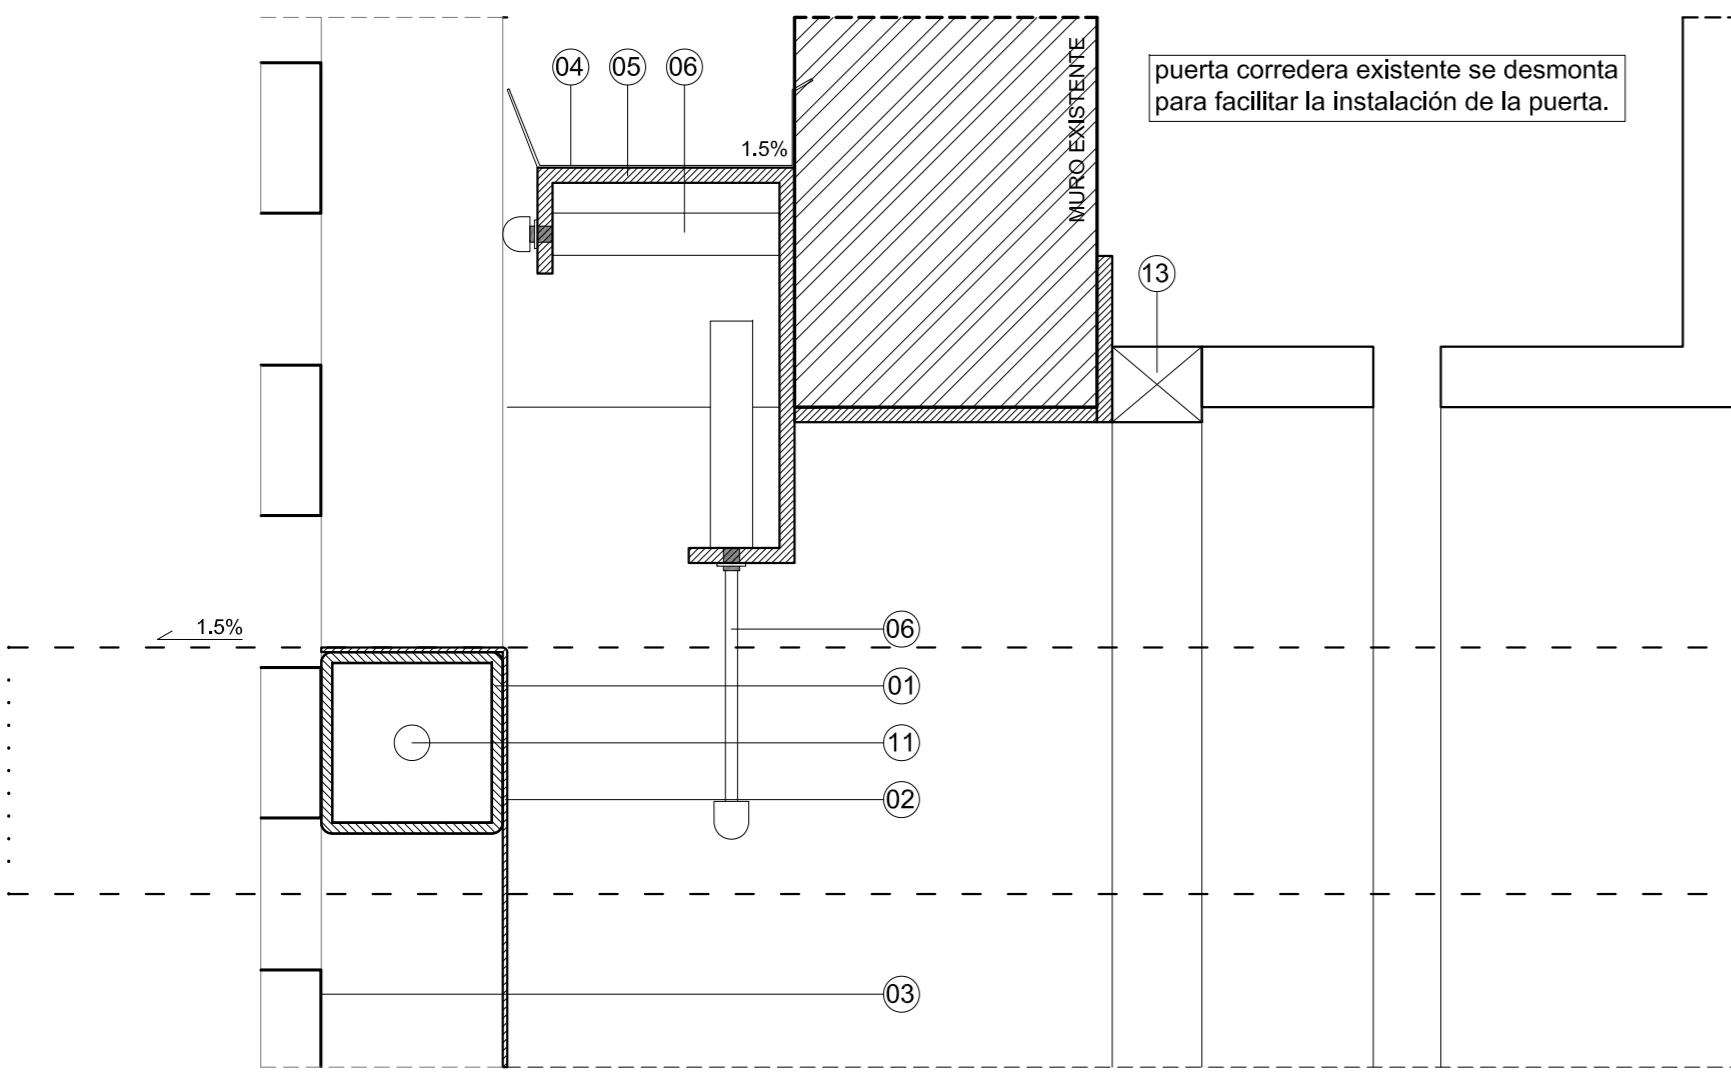 04 05 06
MURO EXISTENTE
puerta corredera existente se desmonta
para facilitar la instalación de la puerta.
1.5%
13
1.5%
06
01
11
02
03